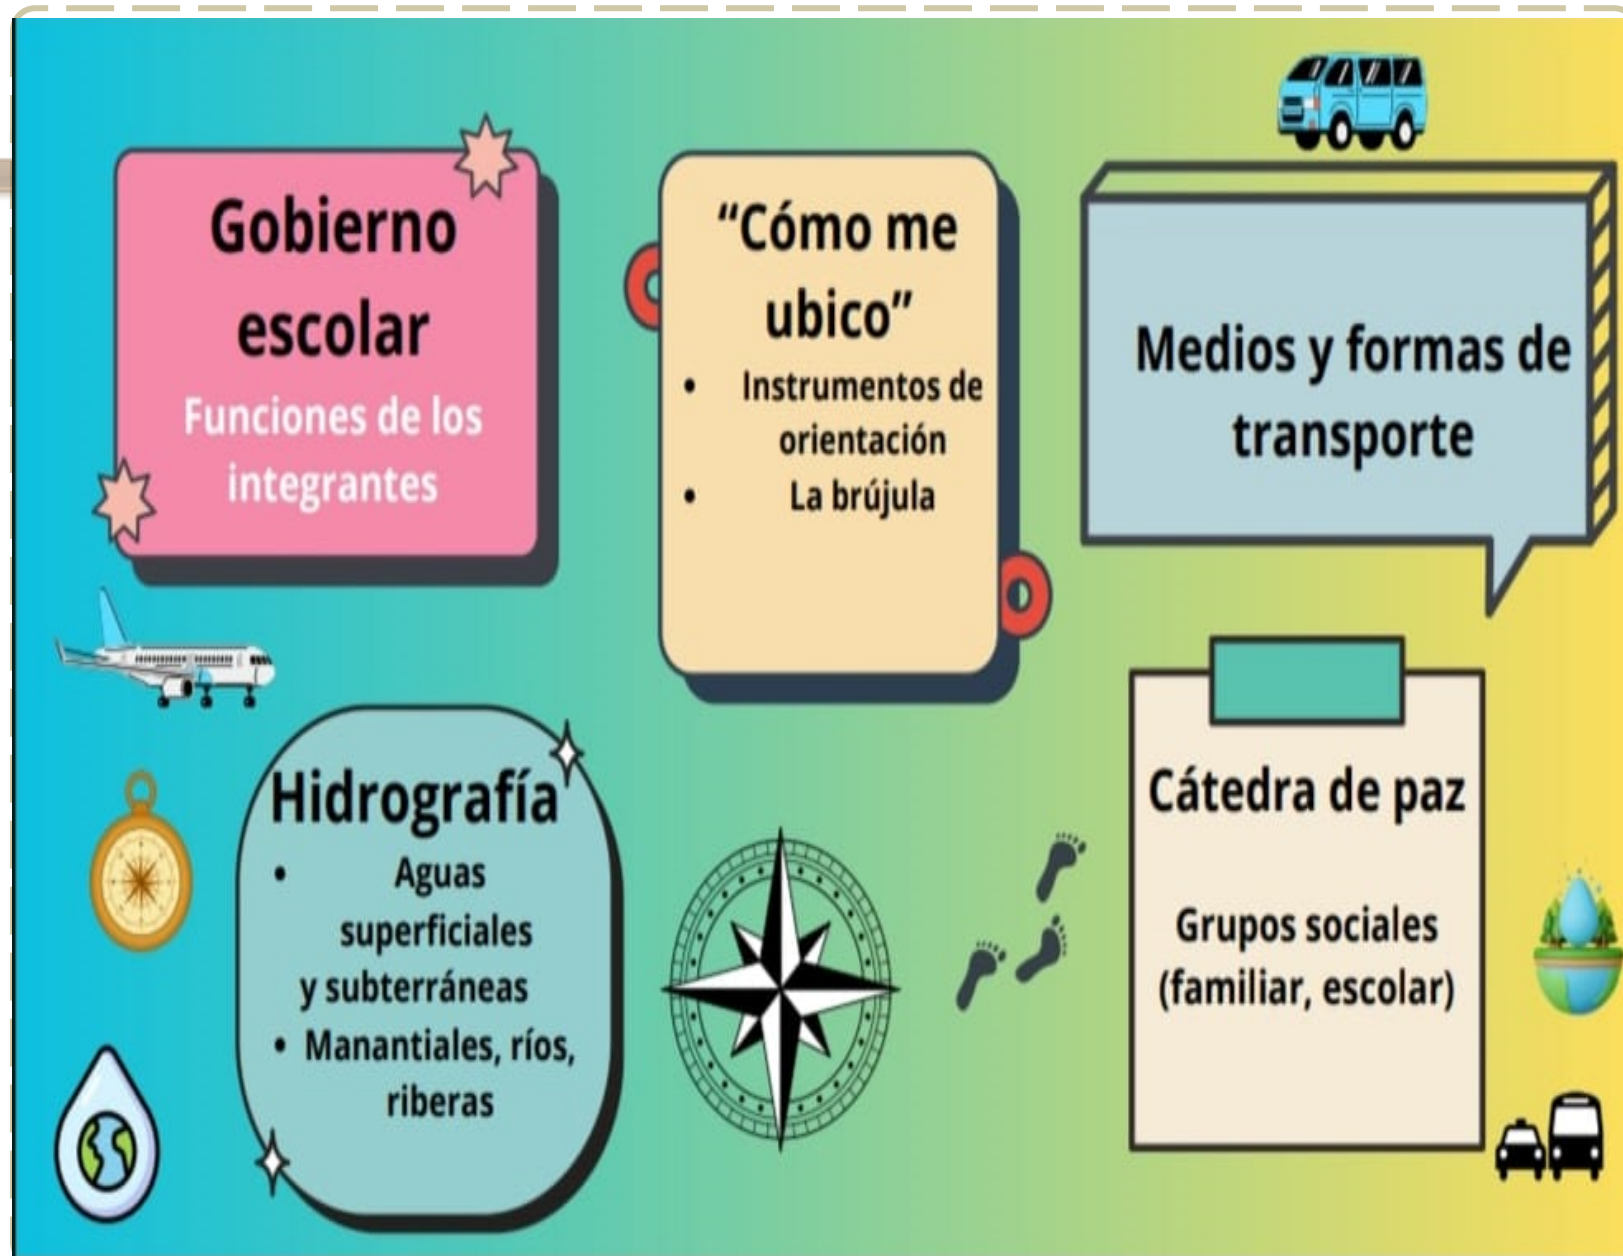 Gobierno
escolar
Funciones de los
integrantes
“Cómo me
ubico”
• Instrumentos de
orientación
• La brújula
Medios y formas de
transporte
Hidrografía
• Aguas
superficiales
y subterráneas
• Manantiales, ríos,
riberas
Cátedra de paz
Grupos sociales
(familiar, escolar)